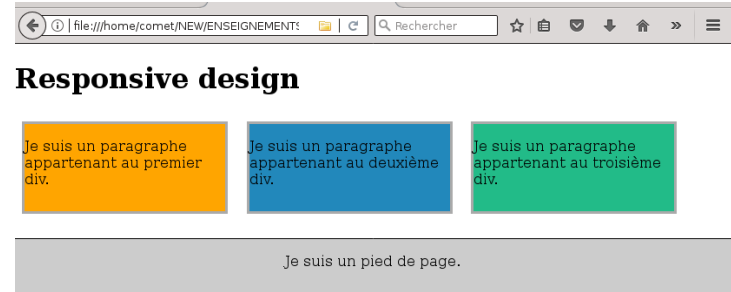 file:///home/comet/NEW/ENSEIGNEMENTS
Rechercher
Responsive design
Je suis un paragraphe
appartenant au premier
div.
Je suis un paragraphe
appartenant au deuxième
div.
Je suis un paragraphe
appartenant au troisième
div.
Je suis un pied de page.